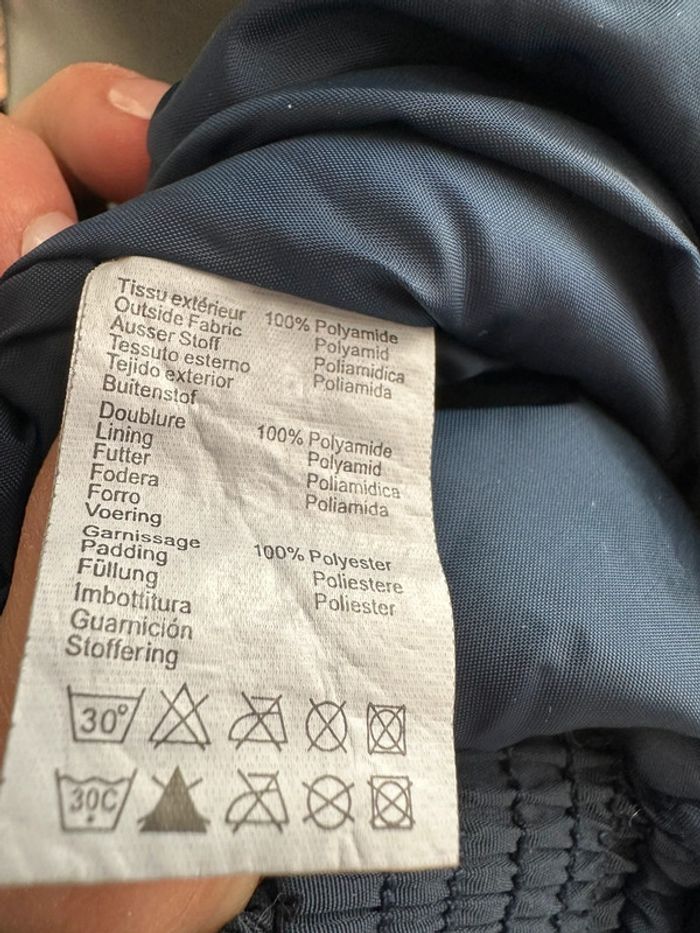 Tissu extérieur 100% Polyamide
Outside Fabric Polyamid
Ausser Stoff Poliamidica
Tessuto esterno Poliamida
Tejido exterior
Buitenstof
Doublure 100% Polyamide
Lining Polyamid
Futter Poliamidica
Fodera Poliamida
Forro
Voering
Garnissage 100% Polyester
Padding Poliestere
Füllung Poliester
Imbottitura
Guarnición
Stoffering
30°
30C